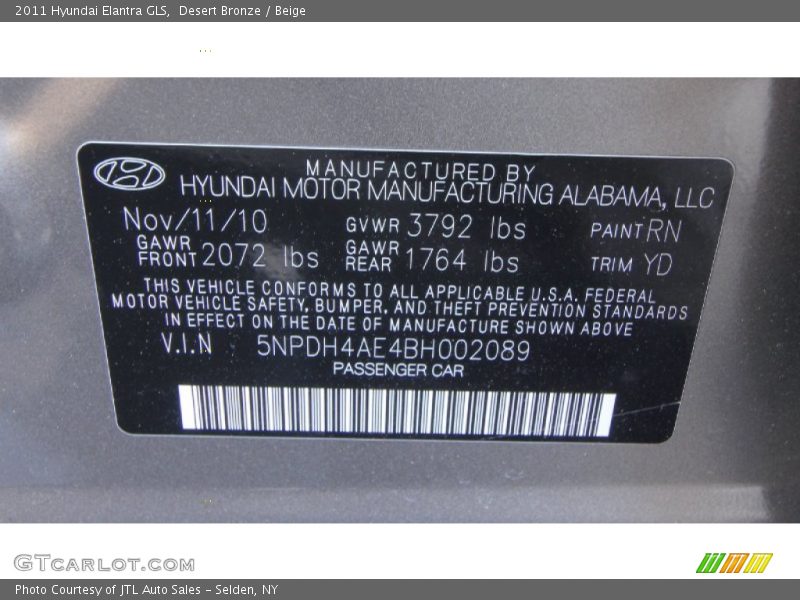 2011 Hyundai Elantra GLS,  Desert Bronze / Beige
MANUFACTURED BY
HYUNDAI MOTOR MANUFACTURING ALABAMA, LLC
Nov/11/10 GVWR 3792 lbs PAINT RN
GAWR FRONT 2072 lbs GAWR REAR 1764 lbs TRIM YD
THIS VEHICLE CONFORMS TO ALL APPLICABLE U.S.A. FEDERAL
MOTOR VEHICLE SAFETY, BUMPER, AND THEFT PREVENTION STANDARDS
IN EFFECT ON THE DATE OF MANUFACTURE SHOWN ABOVE
V.I.N 5NPDH4AE4BH002089
PASSENGER CAR
GTCARLOT.COM
Photo Courtesy of JTL Auto Sales - Selden, NY